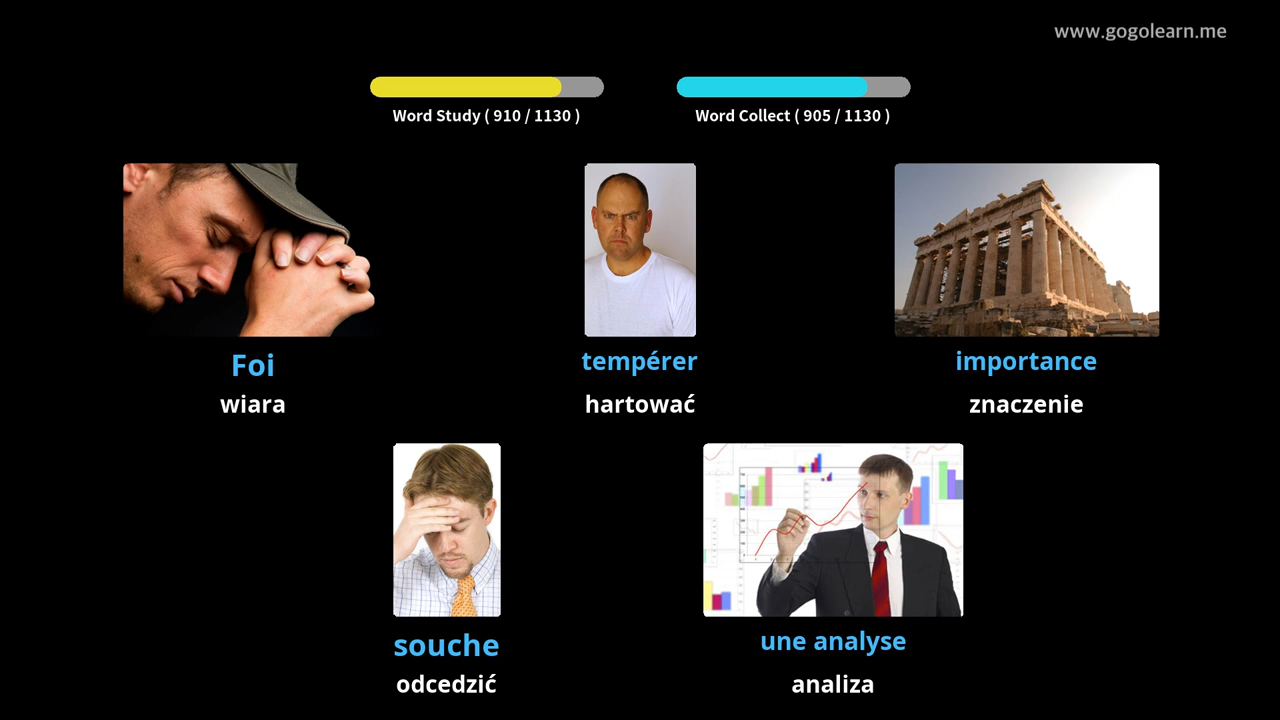 www.gogolearn.me
Word Study ( 910 / 1130 )
Word Collect ( 905 / 1130 )
Foi
wiara
tempérer
hartować
importance
znaczenie
souche
odcedzić
une analyse
analiza